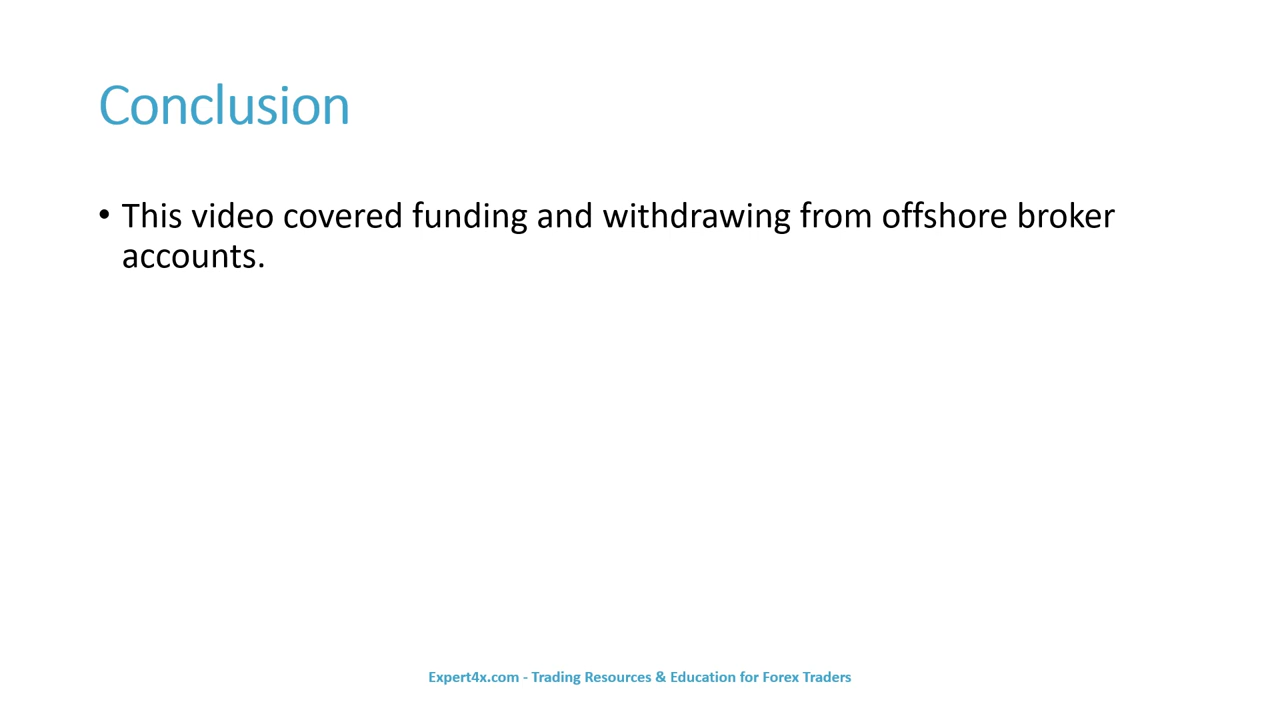 Conclusion
• This video covered funding and withdrawing from offshore broker
accounts.
Expert4x.com - Trading Resources & Education for Forex Traders